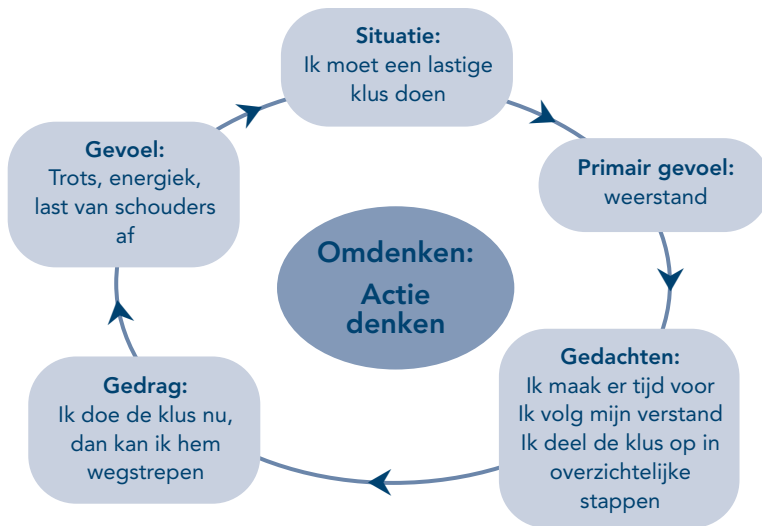 Situatie:
Ik moet een lastige
klus doen
Primair gevoel:
weerstand
Gedachten:
Ik maak er tijd voor
Ik volg mijn verstand
Ik deel de klus op in
overzichtelijke
stappen
Gedrag:
Ik doe de klus nu,
dan kan ik hem
wegstrepen
Gevoel:
Trots, energiek,
last van schouders
af
Omdenken:
Actie
denken